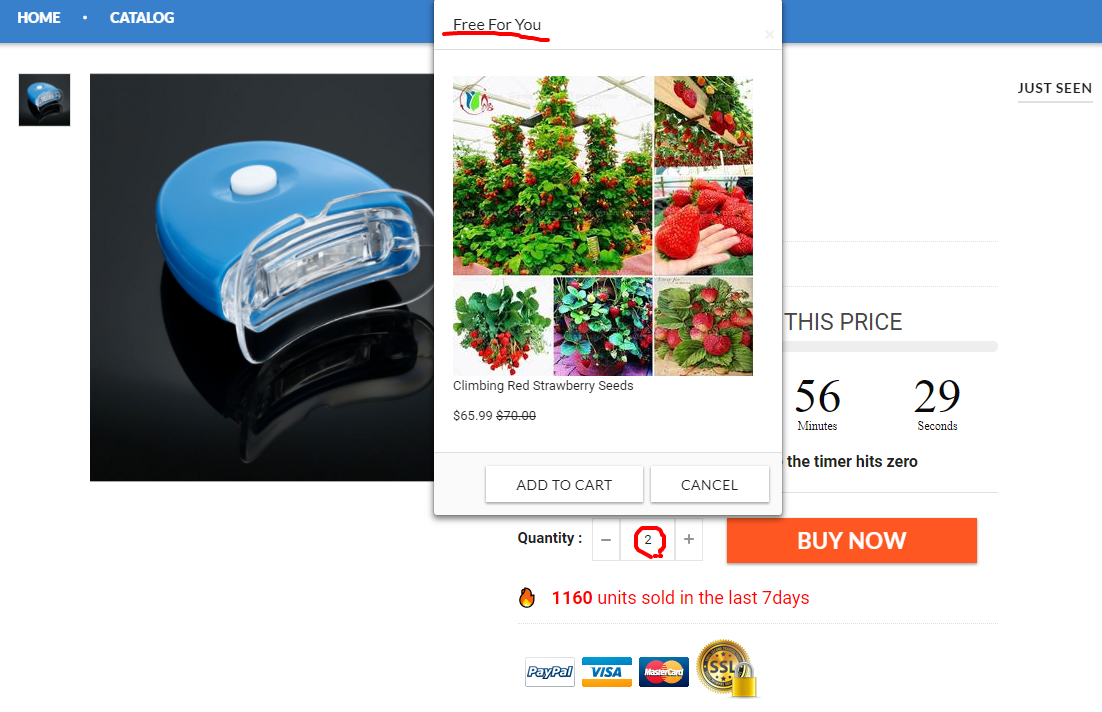 HOME • CATALOG
Free For You
×
JUST SEEN
THIS PRICE
Climbing Red Strawberry Seeds
$65.99 $70.00
56 29
Minutes Seconds
the timer hits zero
ADD TO CART CANCEL
Quantity : − 2 + BUY NOW
1160 units sold in the last 7days
PayPal VISA MasterCard SSL